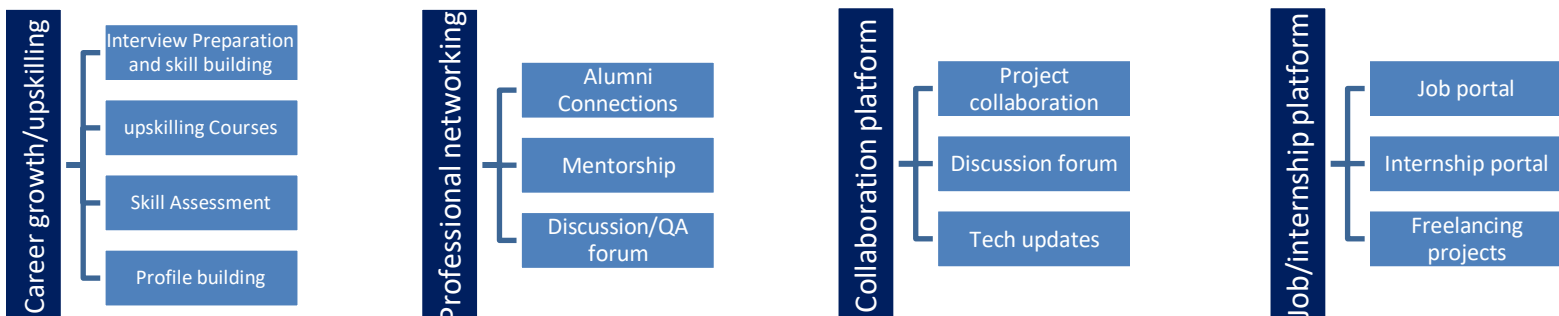 Career growth/upskilling
Interview Preparation
and skill building
upskilling Courses
Skill Assessment
Profile building
Professional networking
Alumni
Connections
Mentorship
Discussion/QA
forum
Collaboration platform
Project
collaboration
Discussion forum
Tech updates
Job/internship platform
Job portal
Internship portal
Freelancing
projects